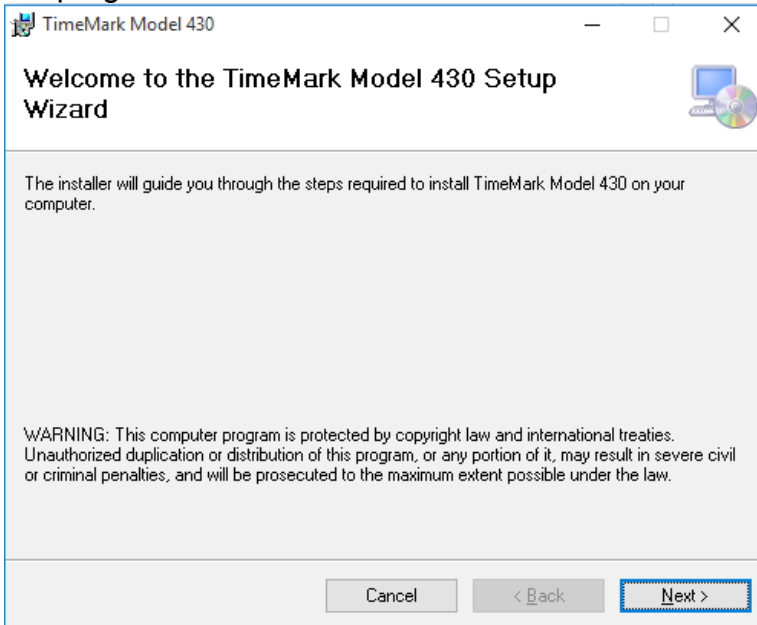 TimeMark Model 430
Welcome to the TimeMark Model 430 Setup
Wizard
The installer will guide you through the steps required to install TimeMark Model 430 on your
computer.
WARNING: This computer program is protected by copyright law and international treaties.
Unauthorized duplication or distribution of this program, or any portion of it, may result in severe civil
or criminal penalties, and will be prosecuted to the maximum extent possible under the law.
Cancel < Back Next >